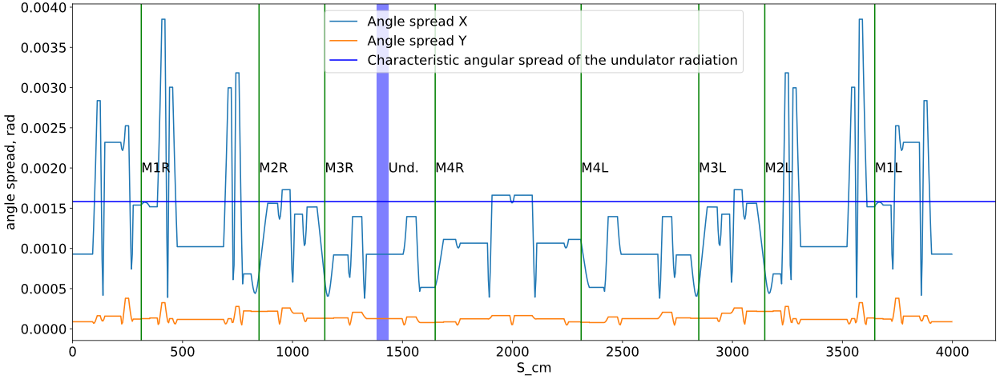 Angle spread X
Angle spread Y
Characteristic angular spread of the undulator radiation
0.0040
0.0035
0.0030
0.0025
0.0020
0.0015
0.0010
0.0005
0.0000
angle spread, rad
M1R
M2R
M3R
Und.
M4R
M4L
M3L
M2L
M1L
0
500
1000
1500
2000
2500
3000
3500
4000
S_cm